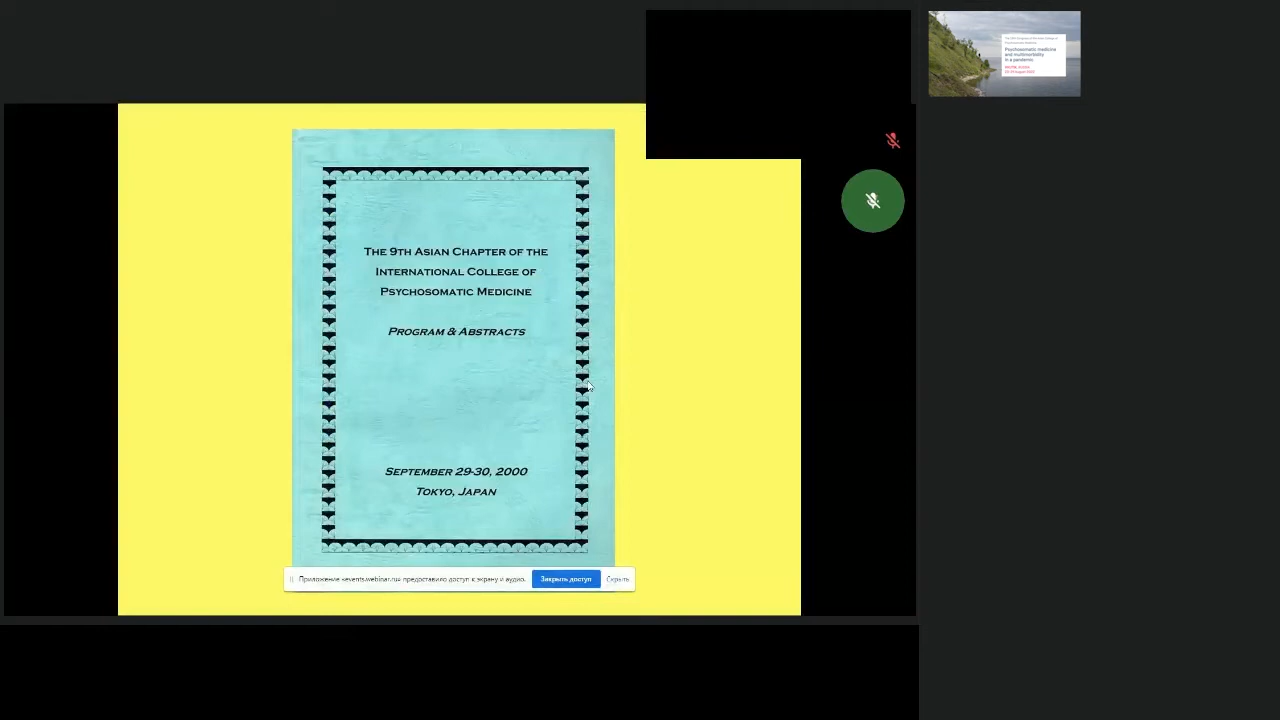 Psychosomatic medicine
and multimorbidity
in a pandemic
THE 9TH ASIAN CHAPTER OF THE
INTERNATIONAL COLLEGE OF
PSYCHOSOMATIC MEDICINE
PROGRAM & ABSTRACTS
SEPTEMBER 29-30, 2000
TOKYO, JAPAN
Приложение «events.webinar.ru» предоставило доступ к экрану и аудио.
Закрыть доступ
Скрыть